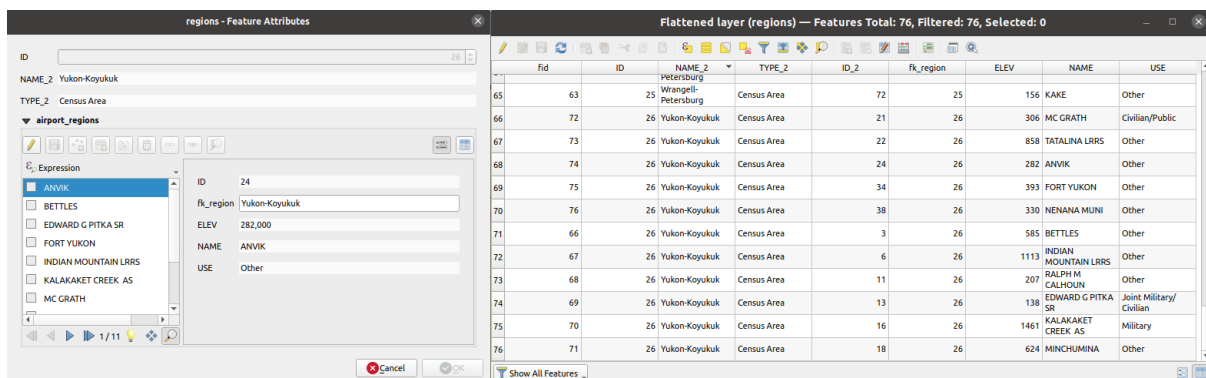 regions - Feature Attributes
ID 26
NAME_2 Yukon-Koyukuk
TYPE_2 Census Area
airport_regions
Expression
ANVIK
BETTLES
EDWARD G PITKA SR
FORT YUKON
INDIAN MOUNTAIN LRRS
KALAKAKET CREEK AS
MC GRATH
1/11
ID 24
fk_region Yukon-Koyukuk
ELEV 282,000
NAME ANVIK
USE Other
Cancel
OK
Flattened layer (regions) — Features Total: 76, Filtered: 76, Selected: 0
fid ID NAME_2 TYPE_2 ID_2 fk_region ELEV NAME USE
Petersburg
65 63 25 Wrangell-Petersburg Census Area 72 25 156 KAKE Other
66 72 26 Yukon-Koyukuk Census Area 21 26 306 MC GRATH Civilian/Public
67 73 26 Yukon-Koyukuk Census Area 22 26 858 TATALINA LRRS Other
68 74 26 Yukon-Koyukuk Census Area 24 26 282 ANVIK Other
69 75 26 Yukon-Koyukuk Census Area 34 26 393 FORT YUKON Other
70 76 26 Yukon-Koyukuk Census Area 38 26 330 NENANA MUNI Other
71 66 26 Yukon-Koyukuk Census Area 3 26 585 BETTLES Other
72 67 26 Yukon-Koyukuk Census Area 6 26 1113 INDIAN MOUNTAIN LRRS Other
73 68 26 Yukon-Koyukuk Census Area 11 26 207 RALPH M CALHOUN Other
74 69 26 Yukon-Koyukuk Census Area 13 26 138 EDWARD G PITKA SR Joint Military/Civilian
75 70 26 Yukon-Koyukuk Census Area 16 26 1461 KALAKAKET CREEK AS Military
76 71 26 Yukon-Koyukuk Census Area 18 26 624 MINCHUMINA Other
Show All Features